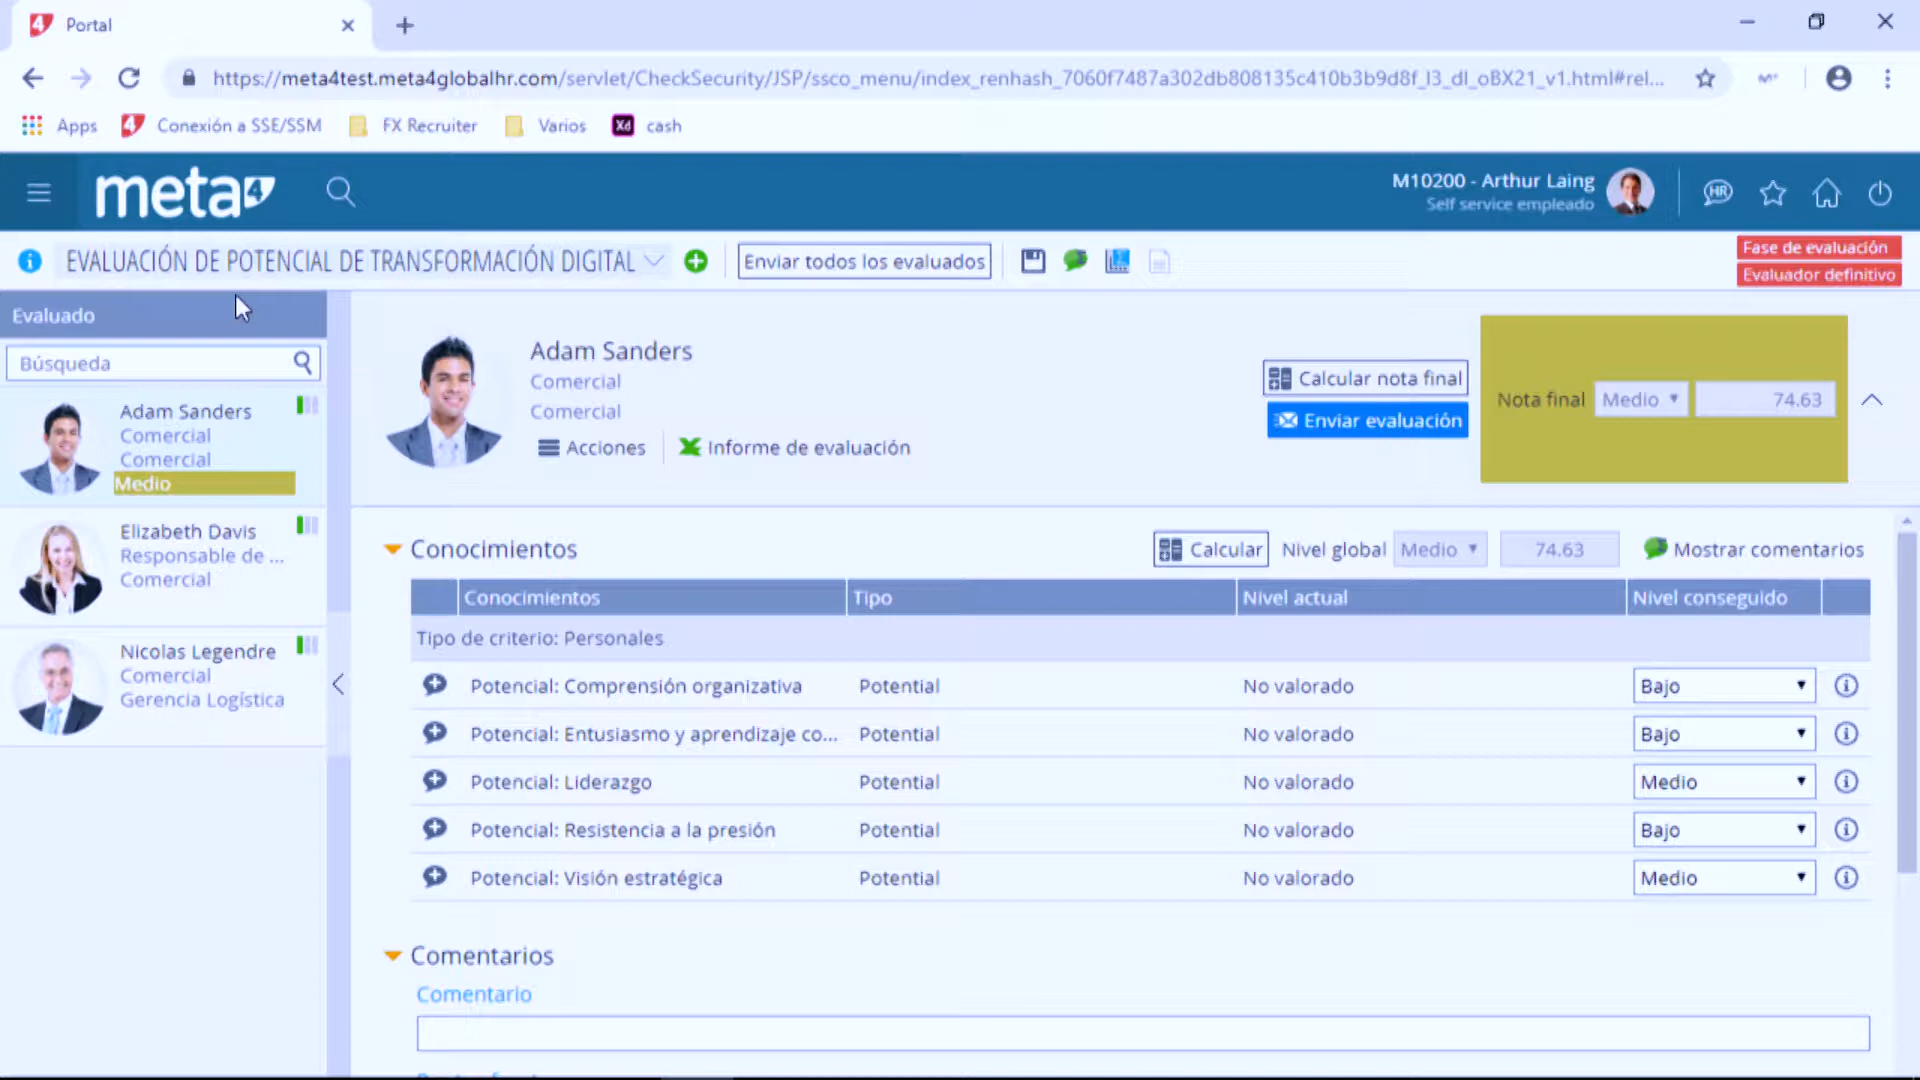 Portal
https://meta4test.meta4globalhr.com/servlet/CheckSecurity/JSP/ssco_menu/index_renhash_7060f7487a302db808135c410b3b9d8f_l3_dl_oBX21_v1.html#rel...
Apps
Conexión a SSE/SSM
FX Recruiter
Varios
Xd
cash
meta4
M10200 - Arthur Laing
Self service empleado
HR
EVALUACIÓN DE POTENCIAL DE TRANSFORMACIÓN DIGITAL
Enviar todos los evaluados
Fase de evaluación
Evaluador definitivo
Evaluado
Búsqueda
Adam Sanders
Comercial
Comercial
Medio
Elizabeth Davis
Responsable de ...
Comercial
Nicolas Legendre
Comercial
Gerencia Logística
Adam Sanders
Comercial
Comercial
Acciones
Informe de evaluación
Calcular nota final
Enviar evaluación
Nota final Medio 74.63
Conocimientos
Calcular
Nivel global Medio 74.63
Mostrar comentarios
Conocimientos Tipo Nivel actual Nivel conseguido
Tipo de criterio: Personales
Potencial: Comprensión organizativa Potential No valorado Bajo
Potencial: Entusiasmo y aprendizaje co... Potential No valorado Bajo
Potencial: Liderazgo Potential No valorado Medio
Potencial: Resistencia a la presión Potential No valorado Bajo
Potencial: Visión estratégica Potential No valorado Medio
Comentarios
Comentario